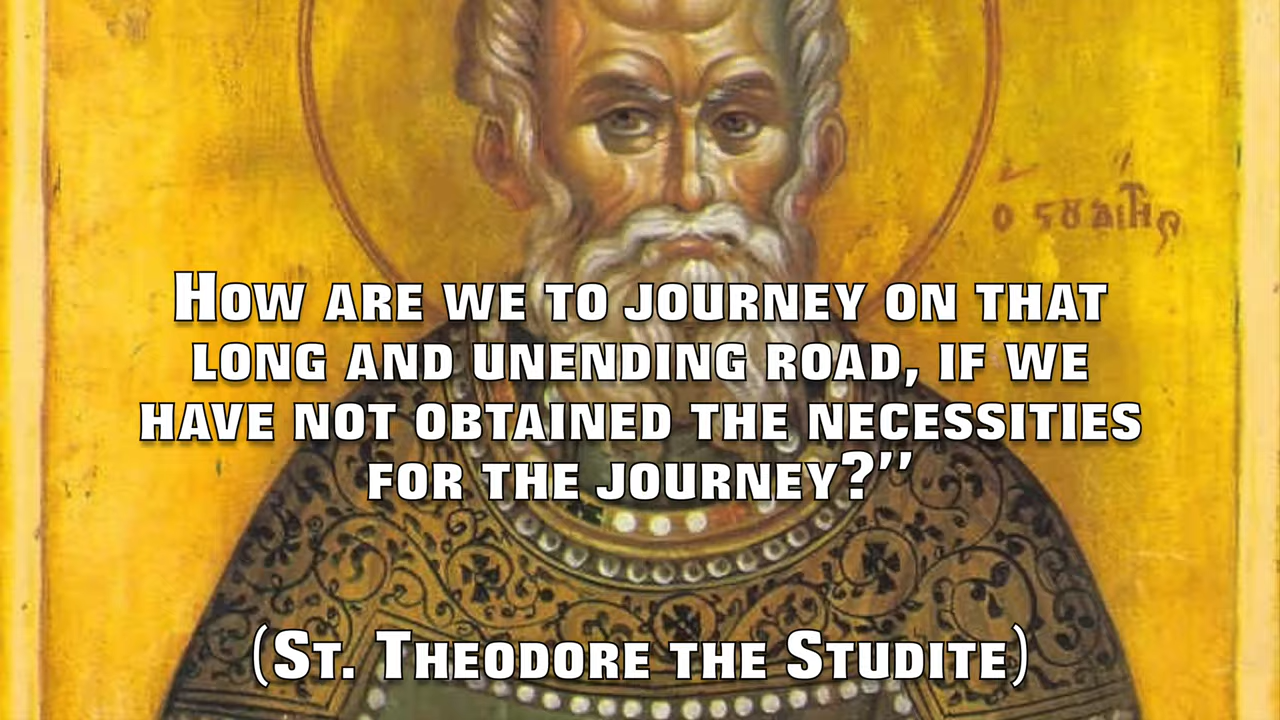 ὁ ςȣδίτης
How are we to journey on that
long and unending road, if we
have not obtained the necessities
for the journey?”
(St. Theodore the Studite)